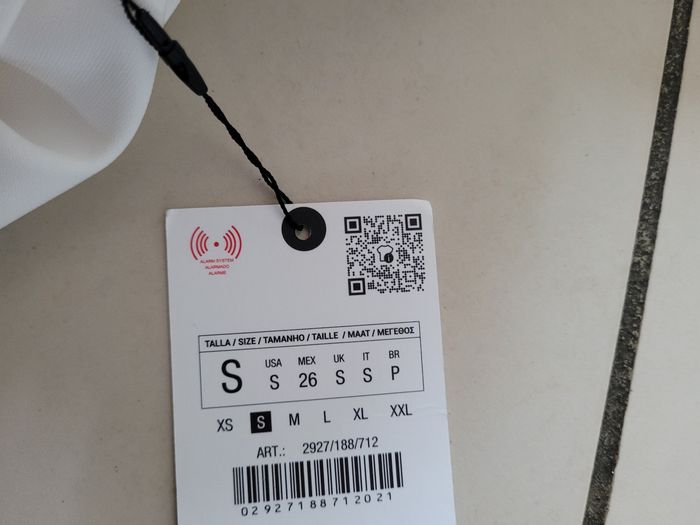 ALARM SYSTEM
ALARMADO
ALARME
TALLA / SIZE / TAMANHO / TAILLE / MAAT / ΜΕΓΕΘΟΣ
S USA MEX UK IT BR
S 26 S S P
XS S M L XL XXL
ART.: 2927/188/712
02927188712021